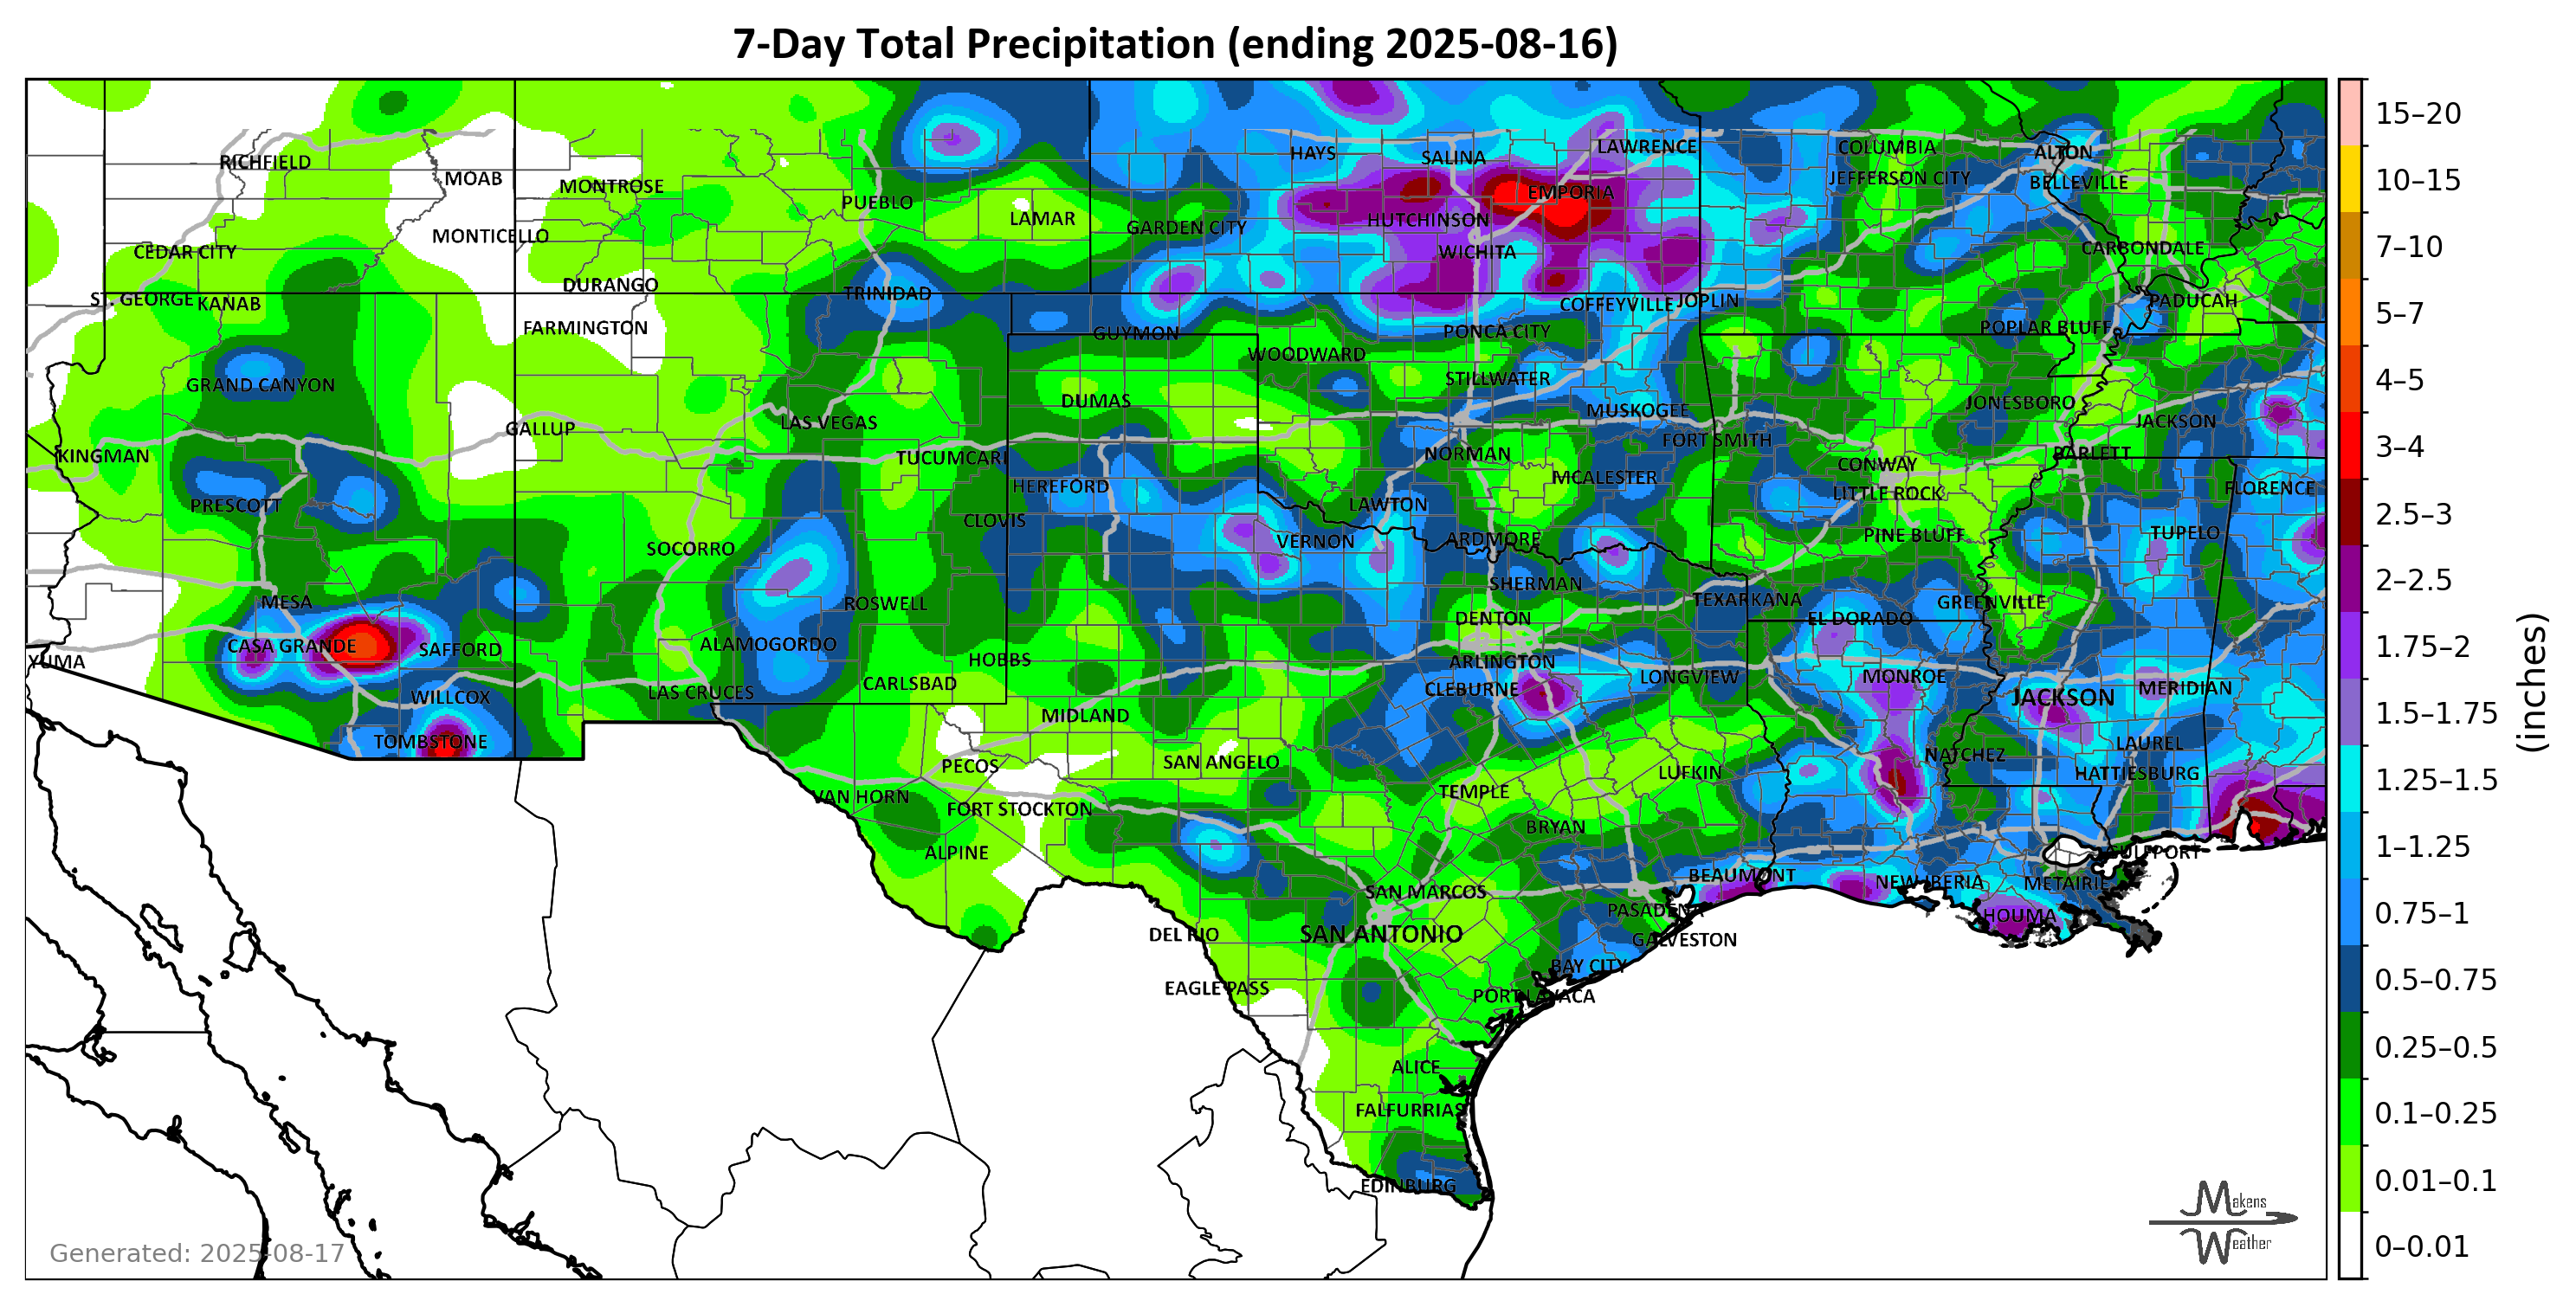 7-Day Total Precipitation (ending 2025-08-16)
RICHFIELD
MOAB
MONTROSE
PUEBLO
LAMAR
HAYS
SALINA
LAWRENCE
EMPORIA
COLUMBIA
JEFFERSON CITY
ALTON
BELLEVILLE
GARDEN CITY
HUTCHINSON
WICHITA
MONTICELLO
CEDAR CITY
CARBONDALE
DURANGO
TRINIDAD
ST. GEORGE
KANAB
COFFEYVILLE
JOPLIN
PADUCAH
FARMINGTON
GUYMON
PONCA CITY
POPLAR BLUFF
WOODWARD
STILLWATER
GRAND CANYON
DUMAS
MUSKOGEE
JONESBORO
JACKSON
LAS VEGAS
GALLUP
FORT SMITH
KINGMAN
TUCUMCARI
NORMAN
BARLETT
CONWAY
MCALESTER
HEREFORD
LITTLE ROCK
FLORENCE
PRESCOTT
LAWTON
CLOVIS
VERNON
ARDMORE
PINE BLUFF
TUPELO
SOCORRO
SHERMAN
MESA
ROSWELL
TEXARKANA
GREENVILLE
DENTON
EL DORADO
CASA GRANDE
SAFFORD
ALAMOGORDO
YUMA
HOBBS
ARLINGTON
LONGVIEW
MONROE
WILLCOX
LAS CRUCES
CARLSBAD
CLEBURNE
JACKSON
MERIDIAN
MIDLAND
TOMBSTONE
LAUREL
NATCHEZ
PECOS
SAN ANGELO
LUFKIN
HATTIESBURG
VAN HORN
FORT STOCKTON
TEMPLE
BRYAN
ALPINE
GULFPORT
BEAUMONT
NEW IBERIA
METAIRIE
SAN MARCOS
PASADENA
HOUMA
DEL RIO
SAN ANTONIO
GALVESTON
BAY CITY
EAGLE PASS
PORT LAVACA
ALICE
FALFURRIAS
EDINBURG
Generated: 2025-08-17
Makens
Weather
15–20
10–15
7–10
5–7
4–5
3–4
2.5–3
2–2.5
1.75–2
1.5–1.75
1.25–1.5
1–1.25
0.75–1
0.5–0.75
0.25–0.5
0.1–0.25
0.01–0.1
0–0.01
(inches)